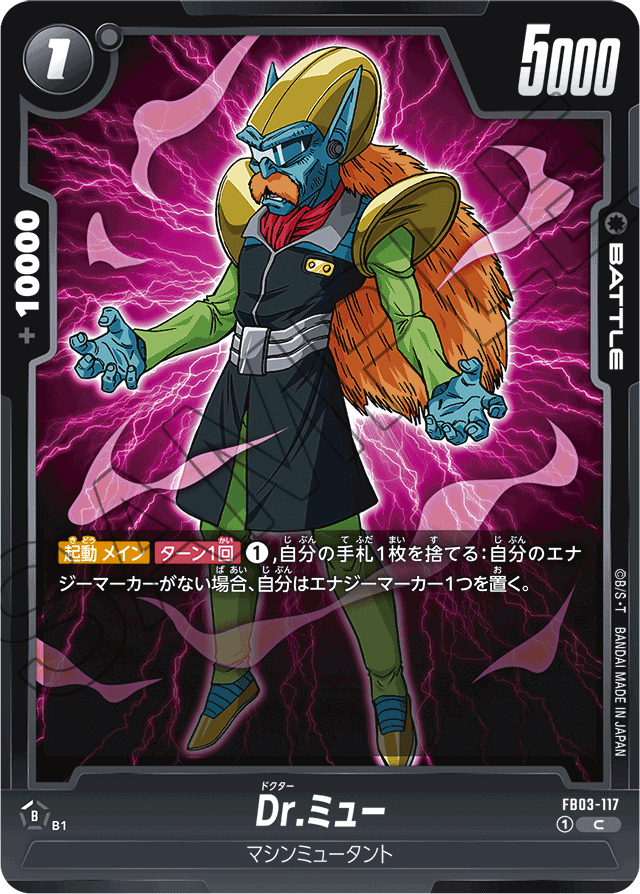 1
5000
+10000
BATTLE
SAMPLE
起動 メイン ターン1回 ❶,自分の手札1枚を捨てる:自分のエナ
ジーマーカーがない場合、自分はエナジーマーカー1つを置く。
©B/S・T BANDAI MADE IN JAPAN
ドクター
Dr.ミュー
FB03-117
B B1
① C
マシンミュータント